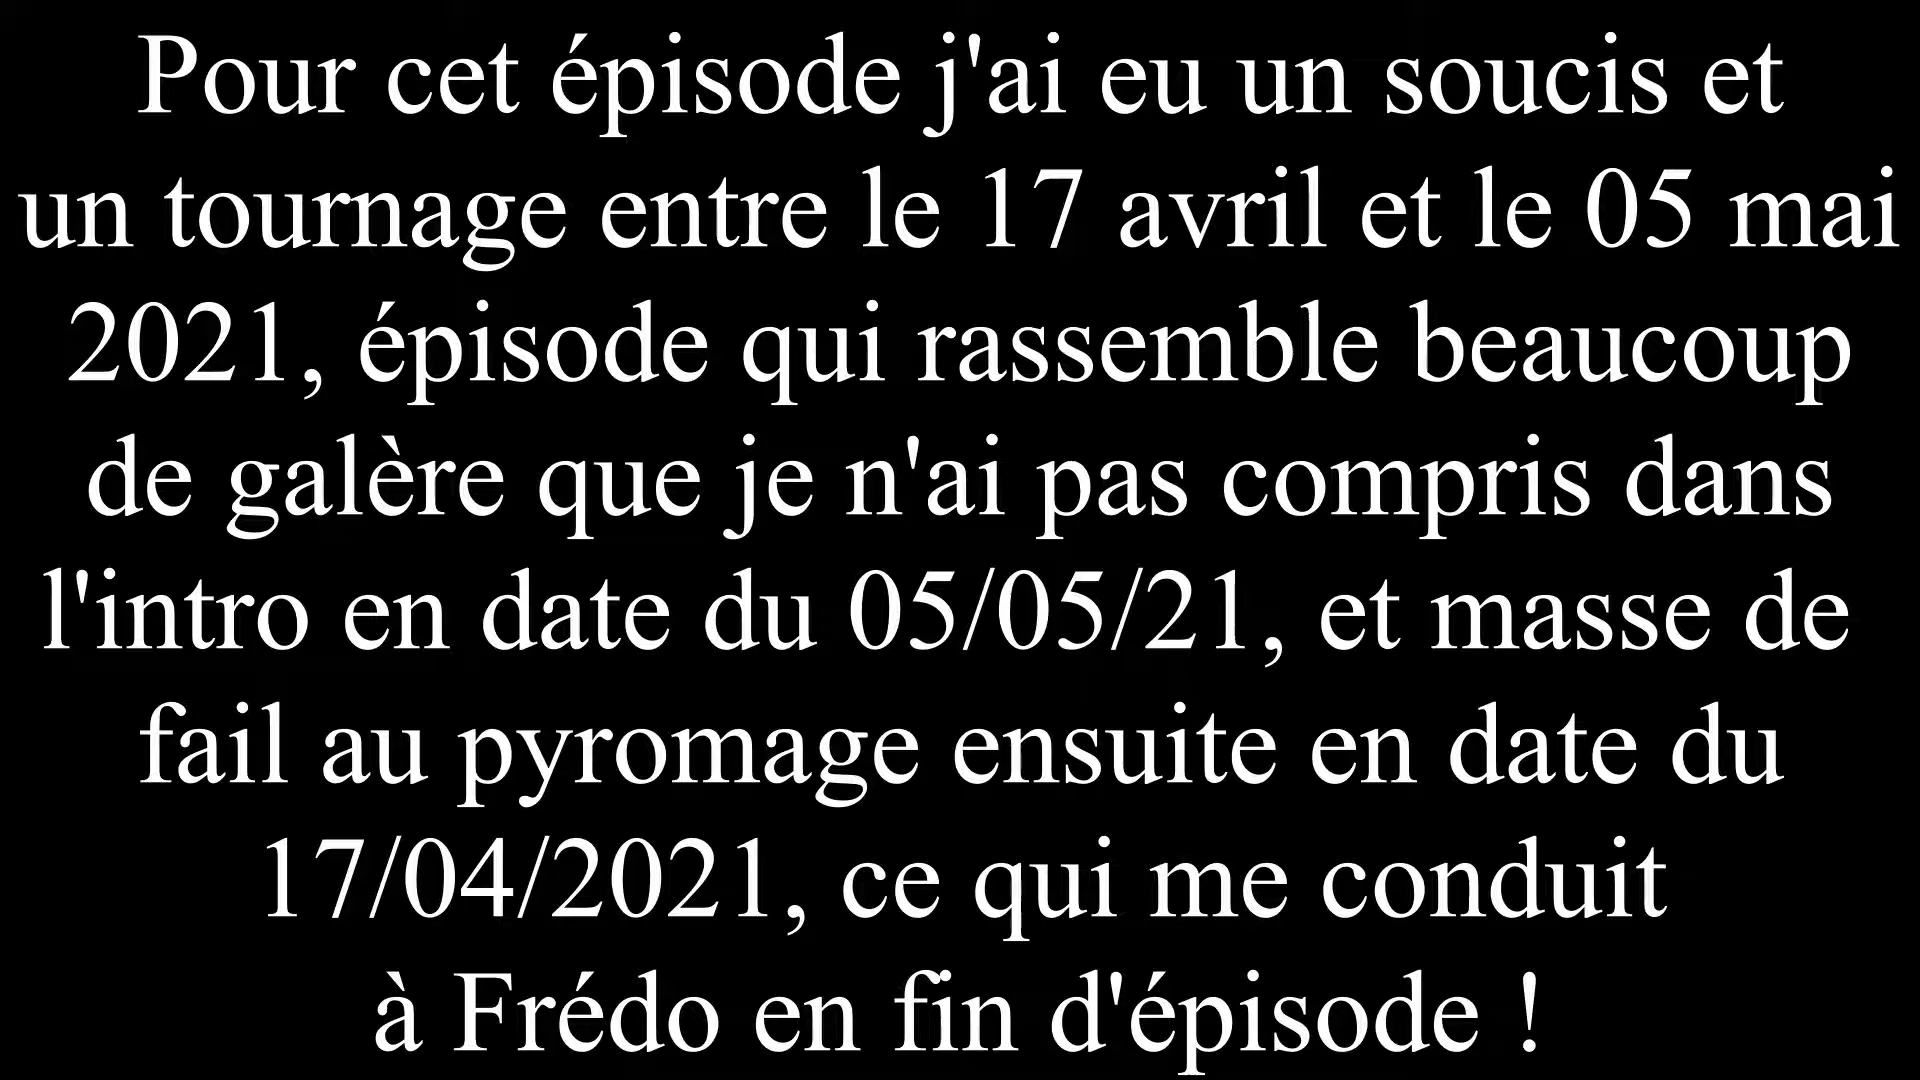 Pour cet épisode j'ai eu un soucis et
un tournage entre le 17 avril et le 05 mai
2021, épisode qui rassemble beaucoup
de galère que je n'ai pas compris dans
l'intro en date du 05/05/21, et masse de
fail au pyromage ensuite en date du
17/04/2021, ce qui me conduit
à Frédo en fin d'épisode !